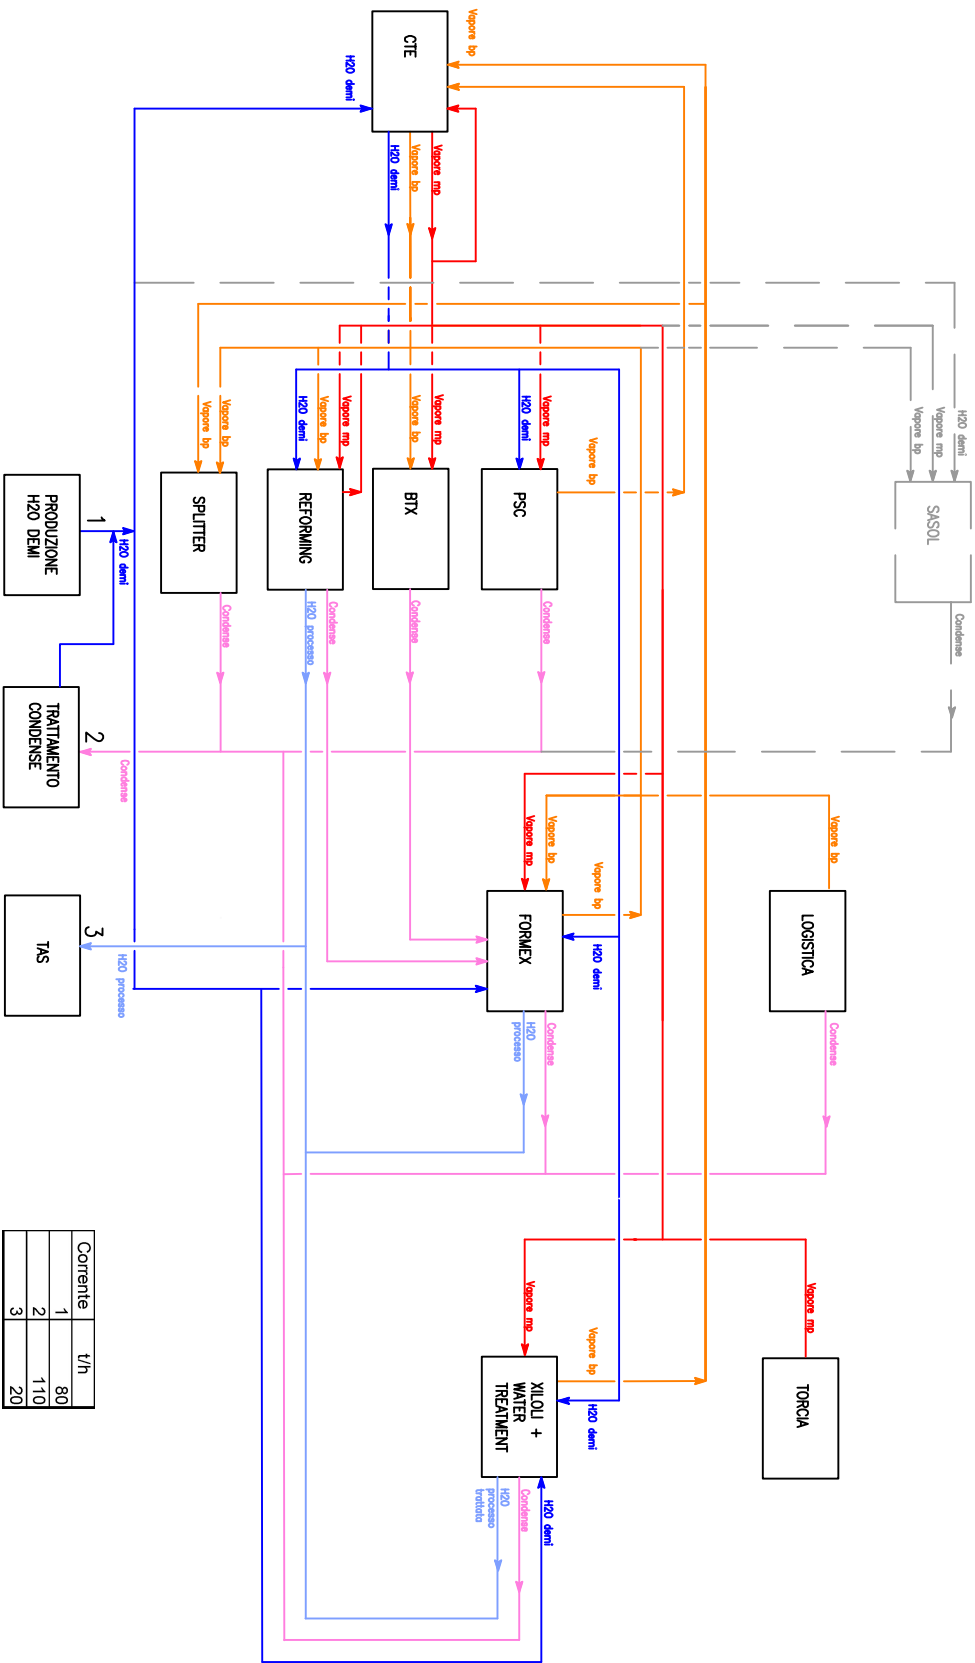 CTE
Vapore bp
H2O demi
Vapore mp
Vapore bp
H2O demi
SASOL
H2O demi
Vapore mp
Vapore bp
Condense
PSC
Vapore mp
H2O demi
Vapore bp
Condense
BTX
Vapore mp
Vapore bp
Condense
REFORMING
Vapore mp
Vapore bp
H2O demi
Condense
H2O processo
SPLITTER
Vapore bp
Vapore bp
Condense
PRODUZIONE
H2O DEMI
1
H2O demi
TRATTAMENTO
CONDENSE
2
Condense
TAS
3
H2O processo
LOGISTICA
Vapore bp
Condense
FORMEX
Vapore bp
Vapore mp
Vapore bp
H2O demi
Condense
H2O
processo
TORCIA
Vapore mp
XILOLI +
WATER
TREATMENT
Vapore mp
Vapore bp
H2O demi
H2O demi
Condense
H2O
processo
trattata
Corrente t/h
1 80
2 110
3 20